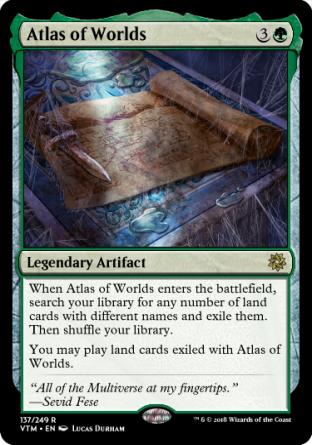 Atlas of Worlds
3
Legendary Artifact
When Atlas of Worlds enters the battlefield,
search your library for any number of land
cards with different names and exile them.
Then shuffle your library.
You may play land cards exiled with Atlas of
Worlds.
"All of the Multiverse at my fingertips."
—Sevid Fese
137/249 R
VTM • EN LUCAS DURHAM
™ & © 2018 Wizards of the Coast